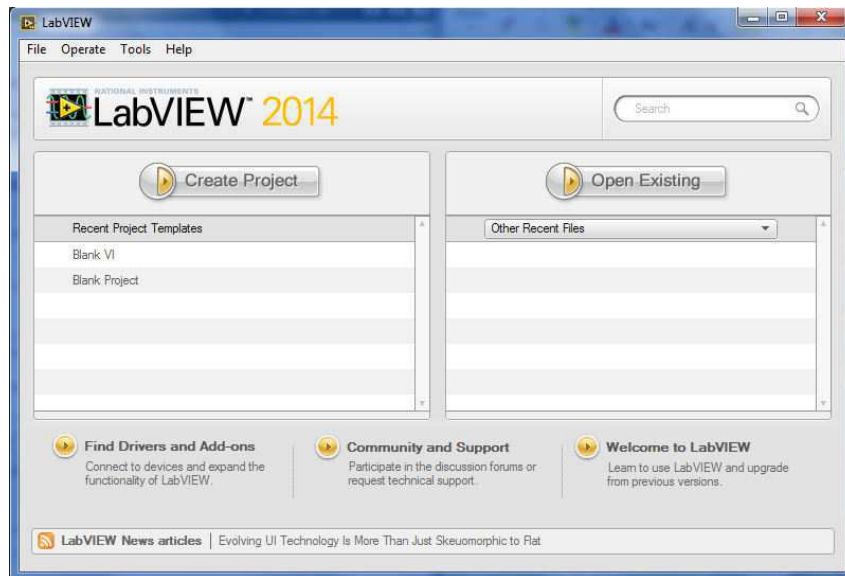 LabVIEW
File Operate Tools Help
NATIONAL INSTRUMENTS
LabVIEW™ 2014
Search
Create Project
Open Existing
Recent Project Templates
Other Recent Files
Blank VI
Blank Project
Find Drivers and Add-ons
Connect to devices and expand the
functionality of LabVIEW.
Community and Support
Participate in the discussion forums or
request technical support.
Welcome to LabVIEW
Learn to use LabVIEW and upgrade
from previous versions.
LabVIEW News articles | Evolving UI Technology Is More Than Just Skeuomorphic to Flat